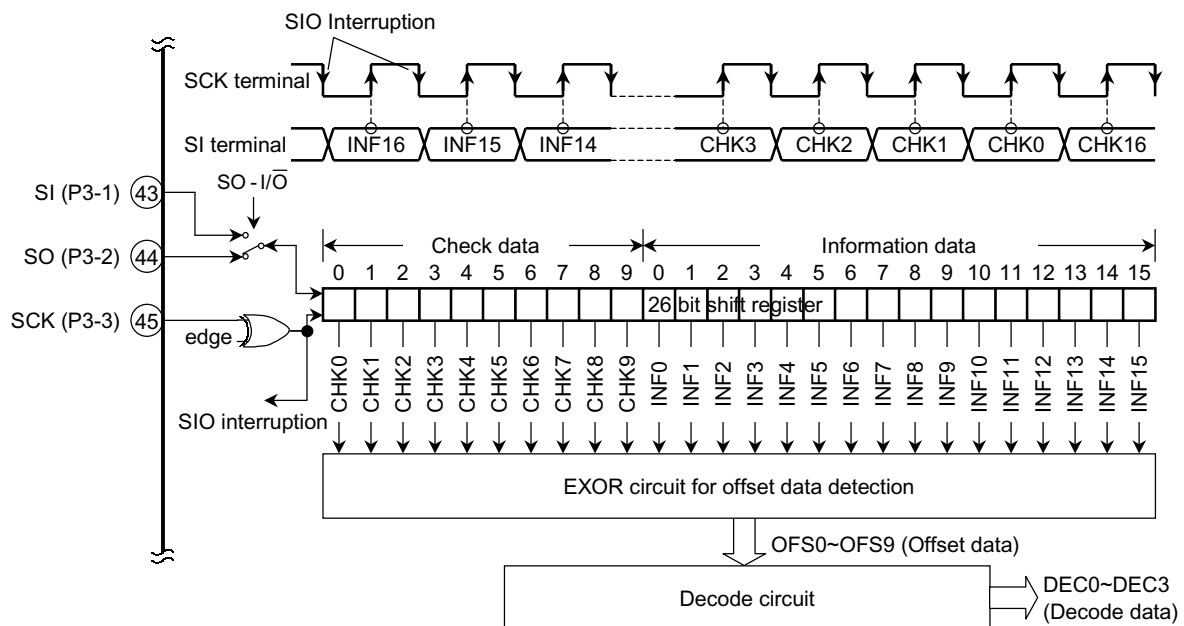 SIO Interruption
SCK terminal
SI terminal
INF16 INF15 INF14 CHK3 CHK2 CHK1 CHK0 CHK16
SI (P3-1) 43
SO - I/O̅
SO (P3-2) 44
SCK (P3-3) 45
edge
SIO interruption
Check data Information data
0 1 2 3 4 5 6 7 8 9 0 1 2 3 4 5 6 7 8 9 10 11 12 13 14 15
26 bit shift register
CHK0 CHK1 CHK2 CHK3 CHK4 CHK5 CHK6 CHK7 CHK8 CHK9 INF0 INF1 INF2 INF3 INF4 INF5 INF6 INF7 INF8 INF9 INF10 INF11 INF12 INF13 INF14 INF15
EXOR circuit for offset data detection
OFS0~OFS9 (Offset data)
Decode circuit
DEC0~DEC3
(Decode data)